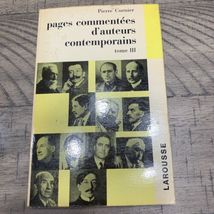 Pierre Cormier
pages commentées
d'auteurs
contemporains
tome III
LAROUSSE